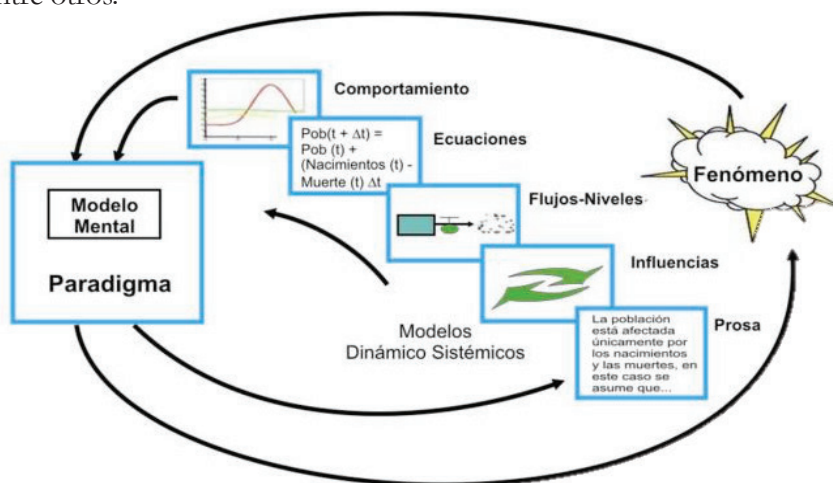 ntre otros.
Comportamiento
Pob(t + Δt) =
Pob (t) +
(Nacimientos (t) -
Muerte (t) Δt
Ecuaciones
Fenómeno
Flujos-Niveles
Modelo
Mental
Paradigma
Influencias
Modelos
Dinámico Sistémicos
La población
está afectada
únicamente por
los nacimientos
y las muertes, en
este caso se
asume que...
Prosa